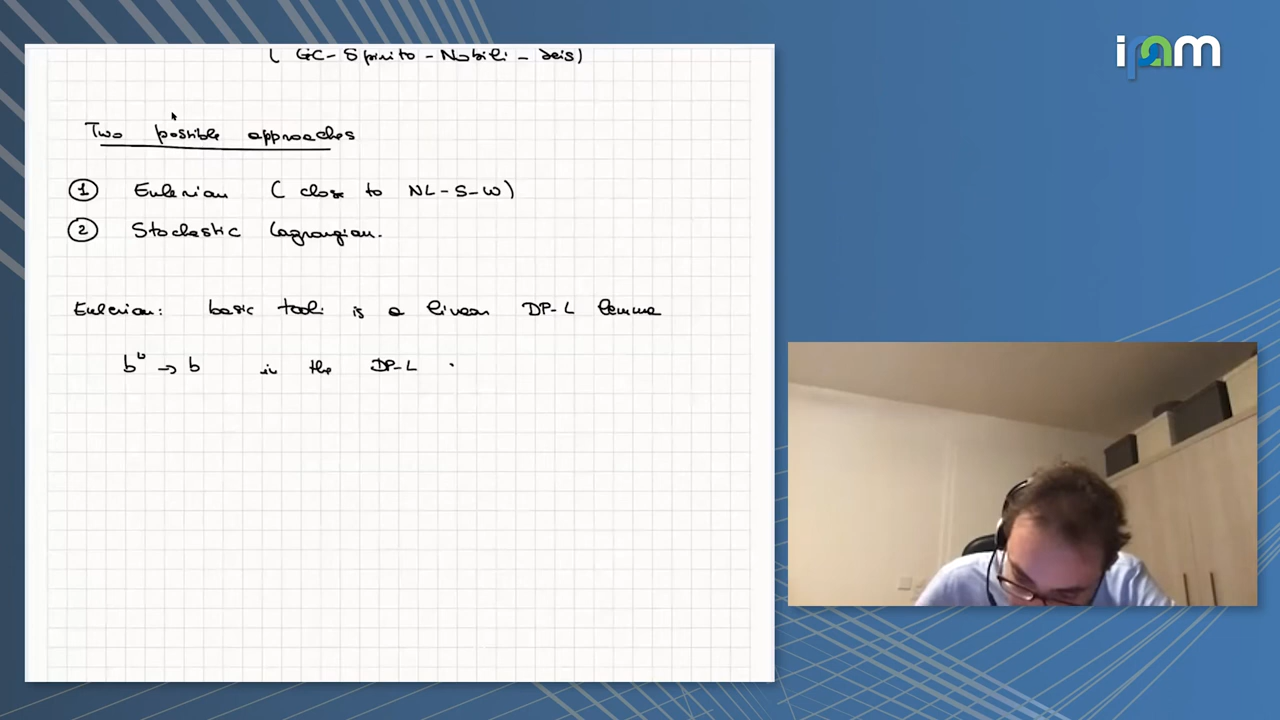 ipam
( GC - Spirito - Nobili - Seis)
Two possible approaches
① Eulerian ( close to NL-S-W)
② Stochastic Lagrangian.
Eulerian: basic tool: is a linear DP-L lemma
b^ν → b in the DP-L